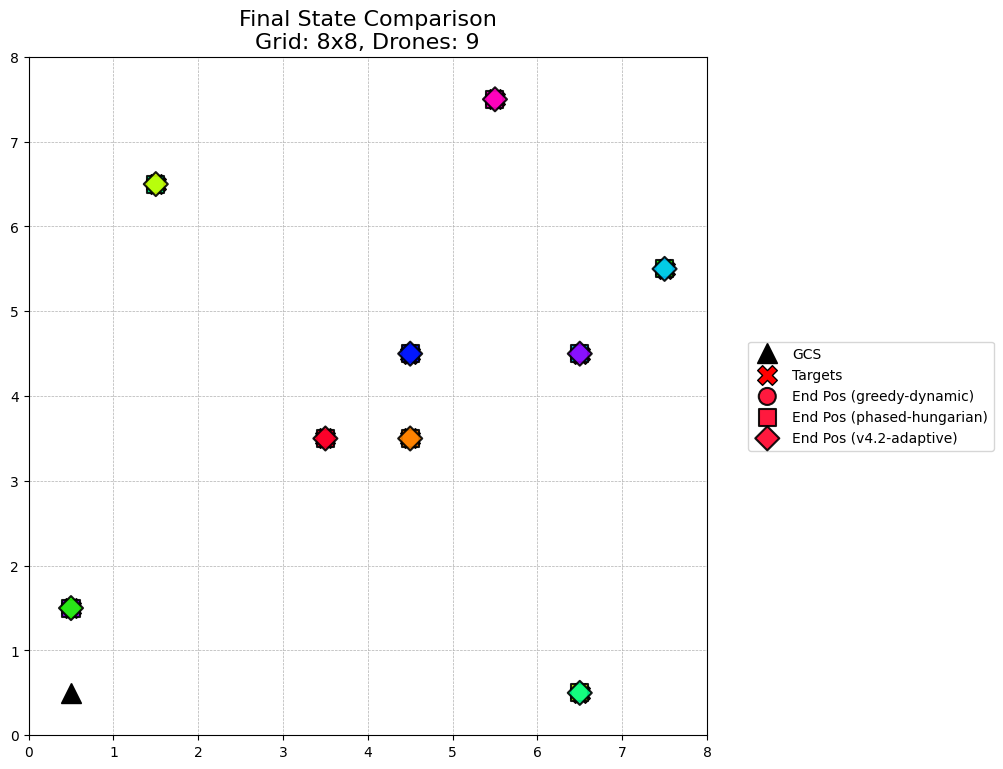 Final State Comparison
Grid: 8x8, Drones: 9
8
7
6
5
4
3
2
1
0
0 1 2 3 4 5 6 7 8
GCS
Targets
End Pos (greedy-dynamic)
End Pos (phased-hungarian)
End Pos (v4.2-adaptive)